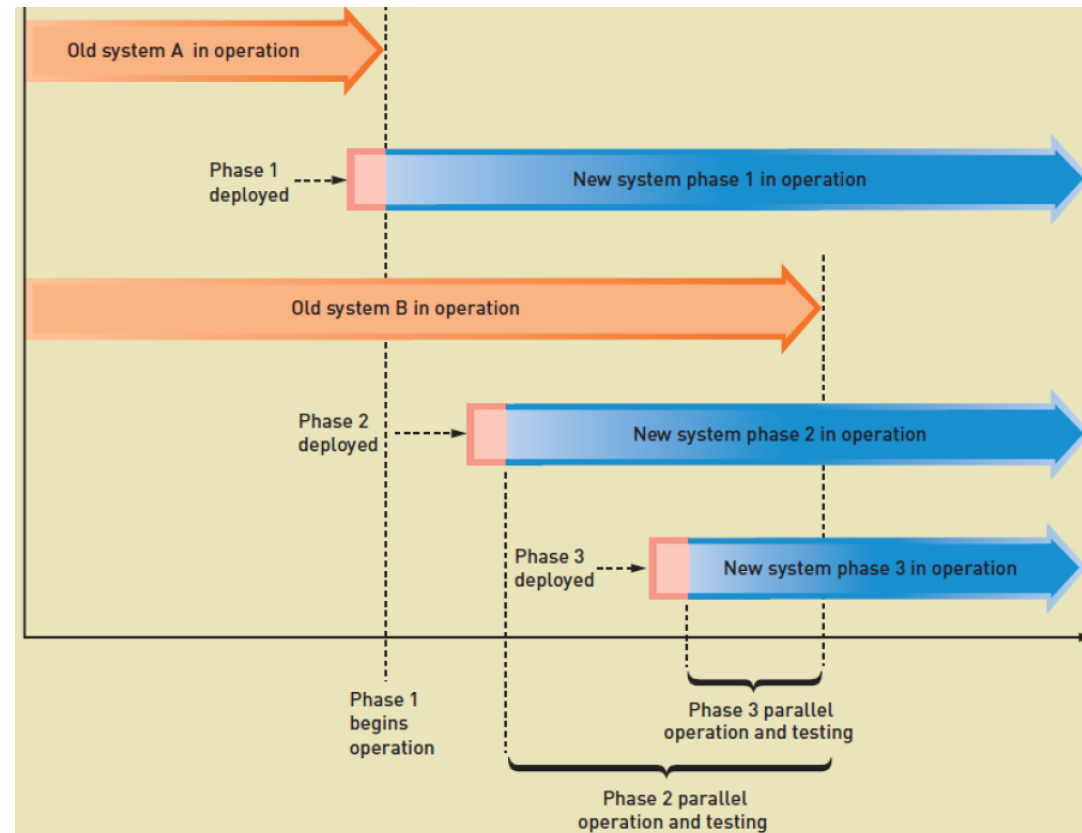 Old system A in operation
Phase 1
deployed
New system phase 1 in operation
Old system B in operation
Phase 2
deployed
New system phase 2 in operation
Phase 3
deployed
New system phase 3 in operation
Phase 1
begins
operation
Phase 3 parallel
operation and testing
Phase 2 parallel
operation and testing